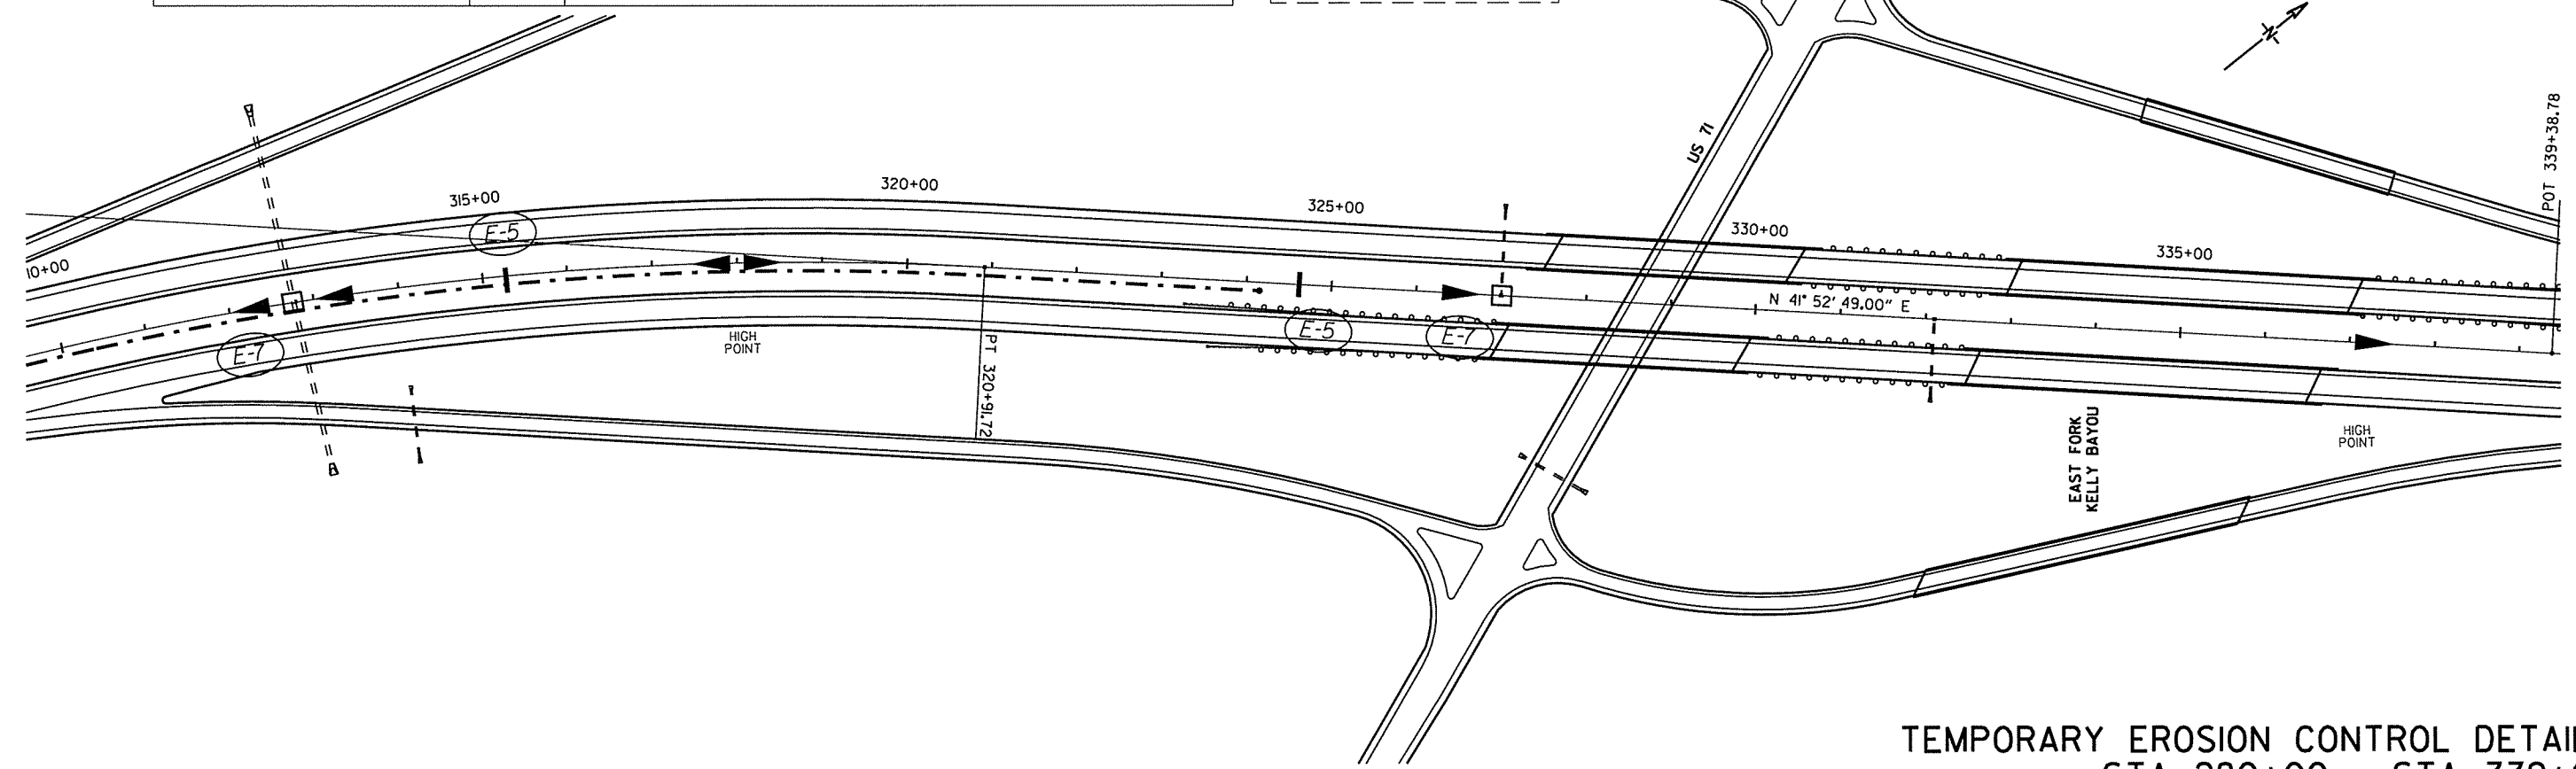 N
US 71
POT 339+38.78
320+00
315+00
325+00
330+00
335+00
E-5
10+00
N 41° 52' 49.00" E
E-5
E-7
E-7
HIGH
POINT
PT 320+91.72
EAST FORK
KELLY BAYOU
HIGH
POINT
TEMPORARY EROSION CONTROL DETAI